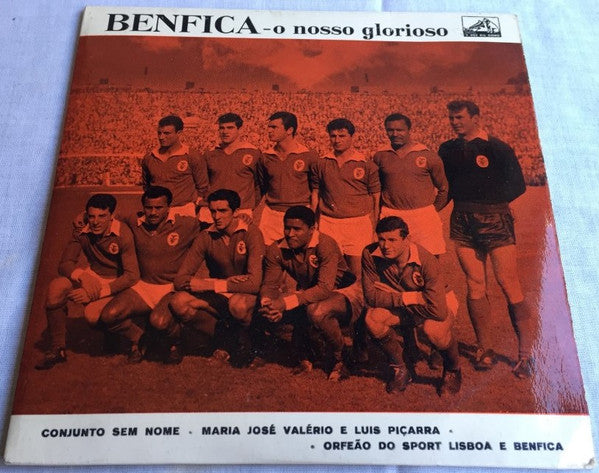 BENFICA - o nosso glorioso
CONJUNTO SEM NOME . MARIA JOSÉ VALÉRIO E LUIS PIÇARRA .
. ORFEÃO DO SPORT LISBOA E BENFICA